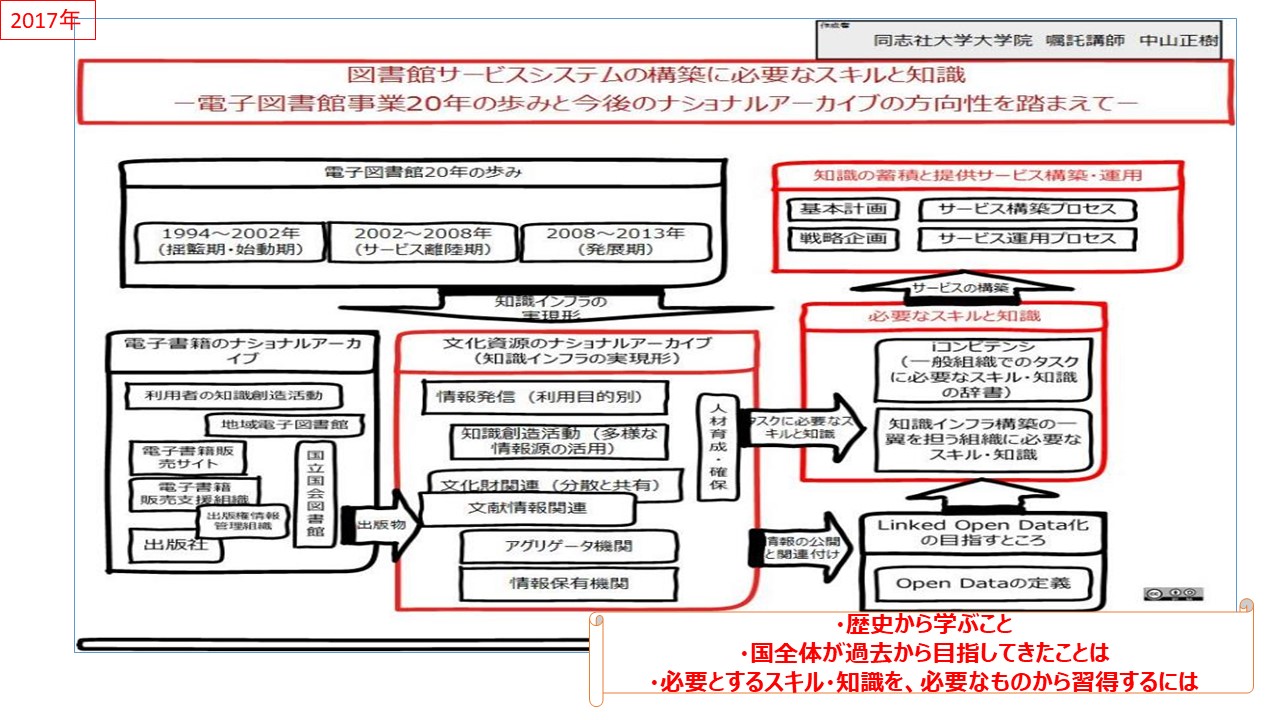 2017年
作成者
同志社大学大学院 嘱託講師 中山正樹
図書館サービスシステムの構築に必要なスキルと知識
－電子図書館事業20年の歩みと今後のナショナルアーカイブの方向性を踏まえて－
電子図書館20年の歩み
1994～2002年
(揺籃期・始動期)
2002～2008年
(サービス離陸期)
2008～2013年
(発展期)
知識の蓄積と提供サービス構築・運用
基本計画
サービス構築プロセス
戦略企画
サービス運用プロセス
サービスの構築
知識インフラの
実現形
電子書籍のナショナルアーカ
イブ
利用者の知識創造活動
地域電子図書館
電子書籍販
売サイト
電子書籍
販売支援組織
出版権情報
管理組織
出版社
国立国会図書館
出版物
文化資源のナショナルアーカイブ
(知識インフラの実現形)
情報発信（利用目的別）
知識創造活動（多様な
情報源の活用）
文化財関連（分散と共有）
文献情報関連
アグリゲータ機関
情報保有機関
人材育成・確保
タスクに必要なス
キルと知識
情報の公開
と関連付け
必要なスキルと知識
iコンピテンシ
（一般組織でのタスク
に必要なスキル・知識
の辞書）
知識インフラ構築の一
翼を担う組織に必要な
スキル・知識
Linked Open Data化
の目指すところ
Open Dataの定義
・歴史から学ぶこと
・国全体が過去から目指してきたことは
・必要とするスキル・知識を、必要なものから習得するには